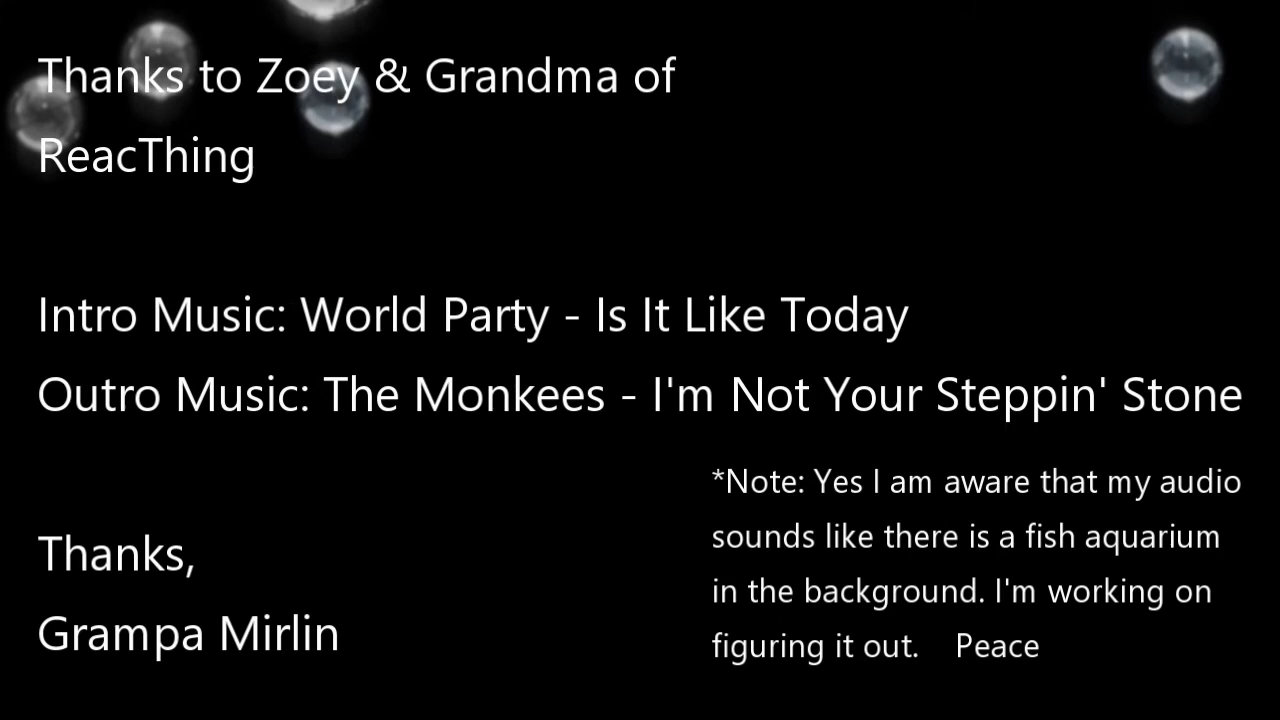 Thanks to Zoey & Grandma of
ReacThing
Intro Music: World Party - Is It Like Today
Outro Music: The Monkees - I'm Not Your Steppin' Stone
*Note: Yes I am aware that my audio
sounds like there is a fish aquarium
in the background. I'm working on
figuring it out. Peace
Thanks,
Grampa Mirlin